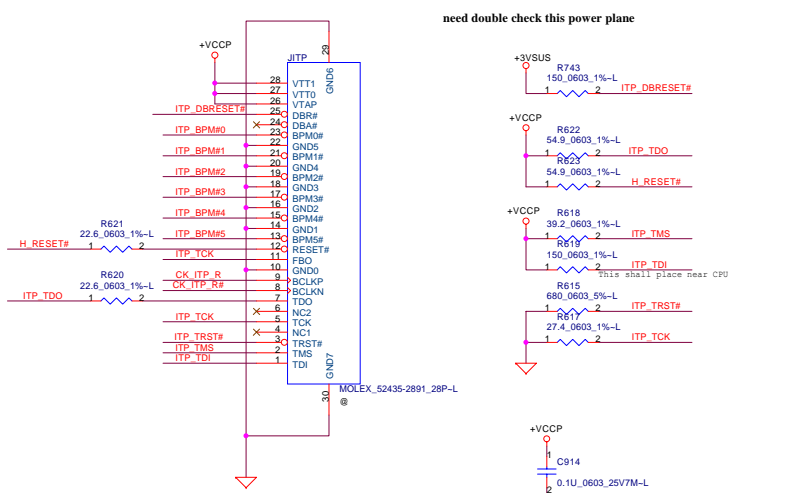 need double check this power plane
+VCCP
JITP
29
GND6
28 VTT1
27 VTT0
26 VTAP
ITP_DBRESET# 25 DBR#
24 DBA#
ITP_BPM#0 23 BPM0#
22 GND5
ITP_BPM#1 21 BPM1#
20 GND4
ITP_BPM#2 19 BPM2#
18 GND3
ITP_BPM#3 17 BPM3#
16 GND2
ITP_BPM#4 15 BPM4#
14 GND1
ITP_BPM#5 13 BPM5#
R621
22.6_0603_1%~L
H_RESET# 1 2 12 RESET#
ITP_TCK 11 FBO
10 GND0
CK_ITP_R 9 BCLKP
CK_ITP_R# 8 BCLKN
R620
22.6_0603_1%~L
ITP_TDO 1 2 7 TDO
6 NC2
ITP_TCK 5 TCK
4 NC1
ITP_TRST# 3 TRST#
ITP_TMS 2 TMS
ITP_TDI 1 TDI
GND7
30
MOLEX_52435-2891_28P~L
@
+3VSUS
R743
150_0603_1%~L
1 2 ITP_DBRESET#
+VCCP
R622
54.9_0603_1%~L
1 2 ITP_TDO
R623
54.9_0603_1%~L
1 2 H_RESET#
+VCCP
R618
39.2_0603_1%~L
1 2 ITP_TMS
R619
150_0603_1%~L
1 2 ITP_TDI
This shall place near CPU
R615
680_0603_5%~L
1 2 ITP_TRST#
R617
27.4_0603_1%~L
1 2 ITP_TCK
+VCCP
1
C914
0.1U_0603_25V7M~L
2